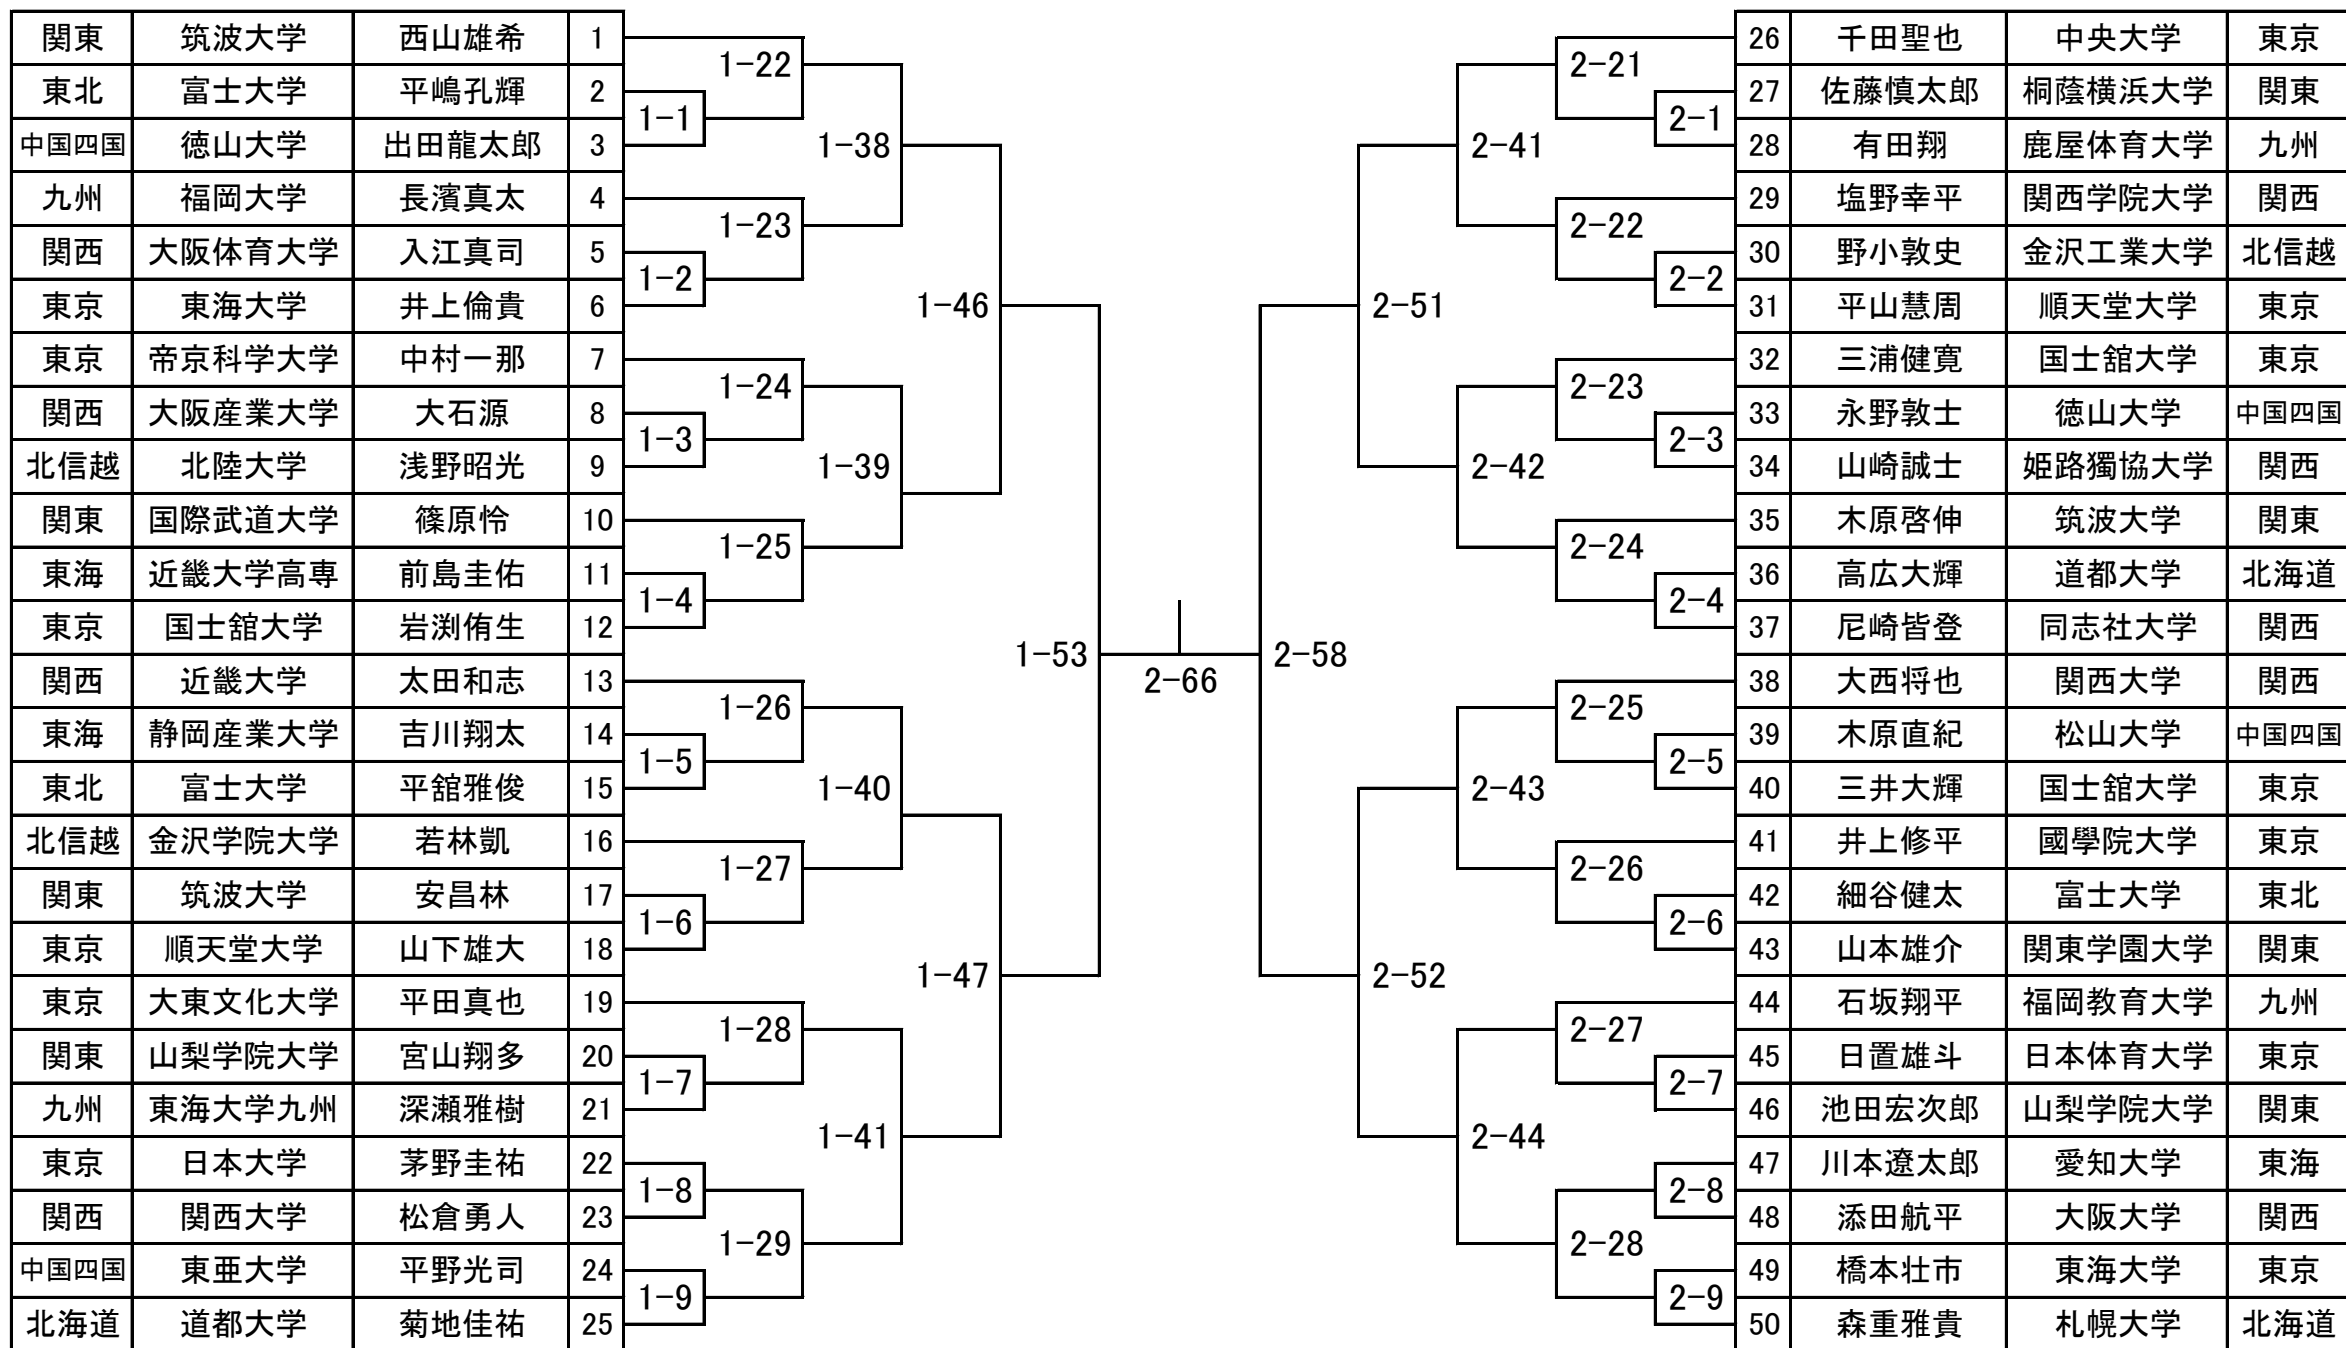 関東 筑波大学 西山雄希 1
東北 富士大学 平嶋孔輝 2
中国四国 徳山大学 出田龍太郎 3
九州 福岡大学 長濱真太 4
関西 大阪体育大学 入江真司 5
東京 東海大学 井上倫貴 6
東京 帝京科学大学 中村一那 7
関西 大阪産業大学 大石源 8
北信越 北陸大学 浅野昭光 9
関東 国際武道大学 篠原怜 10
東海 近畿大学高専 前島圭佑 11
東京 国士舘大学 岩渕侑生 12
関西 近畿大学 太田和志 13
東海 静岡産業大学 吉川翔太 14
東北 富士大学 平舘雅俊 15
北信越 金沢学院大学 若林凱 16
関東 筑波大学 安昌林 17
東京 順天堂大学 山下雄大 18
東京 大東文化大学 平田真也 19
関東 山梨学院大学 宮山翔多 20
九州 東海大学九州 深瀬雅樹 21
東京 日本大学 茅野圭祐 22
関西 関西大学 松倉勇人 23
中国四国 東亜大学 平野光司 24
北海道 道都大学 菊地佳祐 25
1-1
1-2
1-3
1-4
1-5
1-6
1-7
1-8
1-9
1-22
1-23
1-24
1-25
1-26
1-27
1-28
1-29
1-38
1-39
1-40
1-41
1-46
1-47
1-53
2-66
2-58
2-51
2-52
2-41
2-42
2-43
2-44
2-21
2-22
2-23
2-24
2-25
2-26
2-27
2-28
2-1
2-2
2-3
2-4
2-5
2-6
2-7
2-8
2-9
26 千田聖也 中央大学 東京
27 佐藤慎太郎 桐蔭横浜大学 関東
28 有田翔 鹿屋体育大学 九州
29 塩野幸平 関西学院大学 関西
30 野小敦史 金沢工業大学 北信越
31 平山慧周 順天堂大学 東京
32 三浦健寛 国士舘大学 東京
33 永野敦士 徳山大学 中国四国
34 山崎誠士 姫路獨協大学 関西
35 木原啓伸 筑波大学 関東
36 高広大輝 道都大学 北海道
37 尼崎皆登 同志社大学 関西
38 大西将也 関西大学 関西
39 木原直紀 松山大学 中国四国
40 三井大輝 国士舘大学 東京
41 井上修平 國學院大学 東京
42 細谷健太 富士大学 東北
43 山本雄介 関東学園大学 関東
44 石坂翔平 福岡教育大学 九州
45 日置雄斗 日本体育大学 東京
46 池田宏次郎 山梨学院大学 関東
47 川本遼太郎 愛知大学 東海
48 添田航平 大阪大学 関西
49 橋本壮市 東海大学 東京
50 森重雅貴 札幌大学 北海道